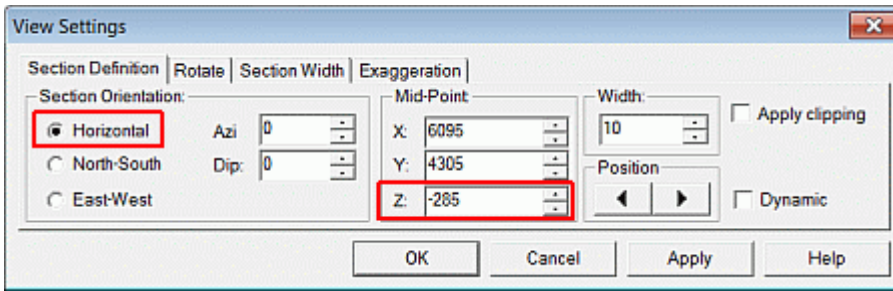 View Settings
Section Definition Rotate Section Width Exaggeration
Section Orientation: Mid-Point: Width:
Horizontal Azi 0 X: 6095 10 Apply clipping
North-South Dip: 0 Y: 4305 Position
East-West Z: -285 Dynamic
OK Cancel Apply Help